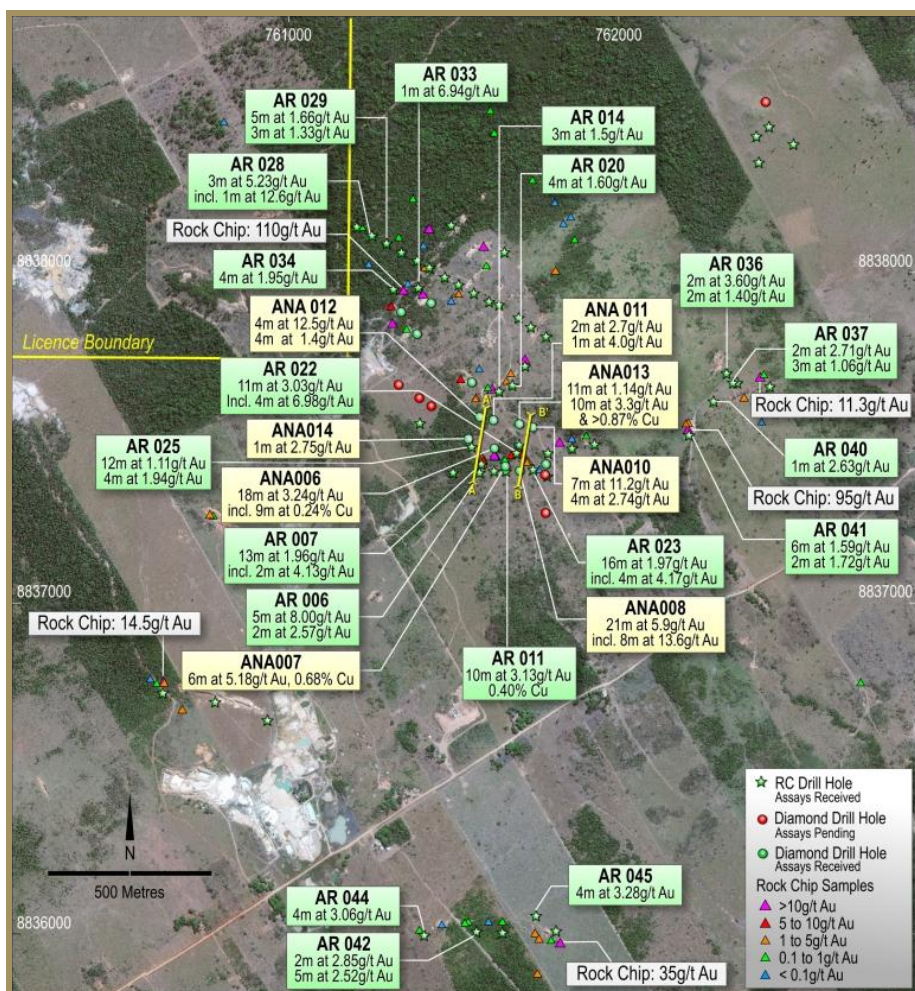 761000
762000
AR 033
1m at 6.94g/t Au
AR 029
5m at 1.66g/t Au
3m at 1.33g/t Au
AR 014
3m at 1.5g/t Au
AR 028
3m at 5.23g/t Au
incl. 1m at 12.6g/t Au
AR 020
4m at 1.60g/t Au
Rock Chip: 110g/t Au
8838000
8838000
AR 034
4m at 1.95g/t Au
AR 036
2m at 3.60g/t Au
2m at 1.40g/t Au
ANA 012
4m at 12.5g/t Au
4m at 1.4g/t Au
ANA 011
2m at 2.7g/t Au
1m at 4.0g/t Au
Licence Boundary
AR 037
2m at 2.71g/t Au
3m at 1.06g/t Au
AR 022
11m at 3.03g/t Au
Incl. 4m at 6.98g/t Au
ANA013
11m at 1.14g/t Au
10m at 3.3g/t Au
& >0.87% Cu
Rock Chip: 11.3g/t Au
A'
B'
ANA014
1m at 2.75g/t Au
AR 025
12m at 1.11g/t Au
4m at 1.94g/t Au
AR 040
1m at 2.63g/t Au
ANA010
7m at 11.2g/t Au
4m at 2.74g/t Au
ANA006
18m at 3.24g/t Au
incl. 9m at 0.24% Cu
A
B
Rock Chip: 95g/t Au
AR 007
13m at 1.96g/t Au
incl. 2m at 4.13g/t Au
AR 023
16m at 1.97g/t Au
incl. 4m at 4.17g/t Au
AR 041
6m at 1.59g/t Au
2m at 1.72g/t Au
8837000
8837000
AR 006
5m at 8.00g/t Au
2m at 2.57g/t Au
ANA008
21m at 5.9g/t Au
incl. 8m at 13.6g/t Au
Rock Chip: 14.5g/t Au
ANA007
6m at 5.18g/t Au, 0.68% Cu
AR 011
10m at 3.13g/t Au
0.40% Cu
RC Drill Hole
Assays Received
Diamond Drill Hole
Assays Pending
Diamond Drill Hole
Assays Received
Rock Chip Samples
>10g/t Au
5 to 10g/t Au
1 to 5g/t Au
0.1 to 1g/t Au
< 0.1g/t Au
N
500 Metres
AR 045
4m at 3.28g/t Au
AR 044
4m at 3.06g/t Au
8836000
AR 042
2m at 2.85g/t Au
5m at 2.52g/t Au
Rock Chip: 35g/t Au